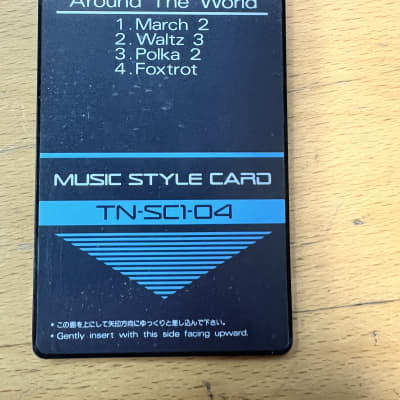 Around The World
1. March 2
2. Waltz 3
3. Polka 2
4. Foxtrot
MUSIC STYLE CARD
TN-SC1-04
• この面を上にして矢印方向にゆっくりと差し込んで下さい。
• Gently insert with this side facing upward.